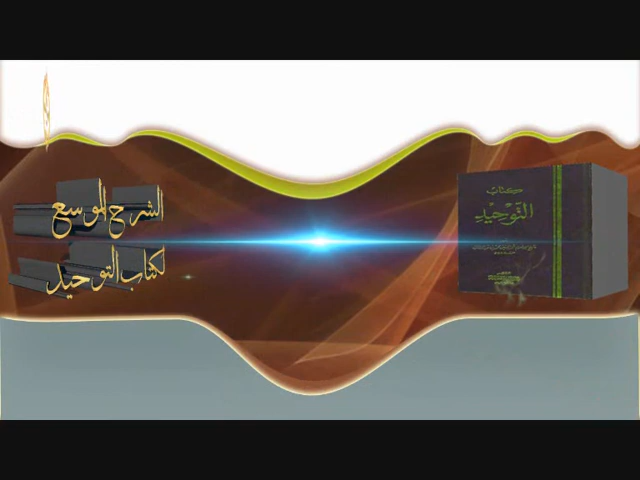 الشرح الموسع
لكتاب التوحيد
كتاب
التوحيد